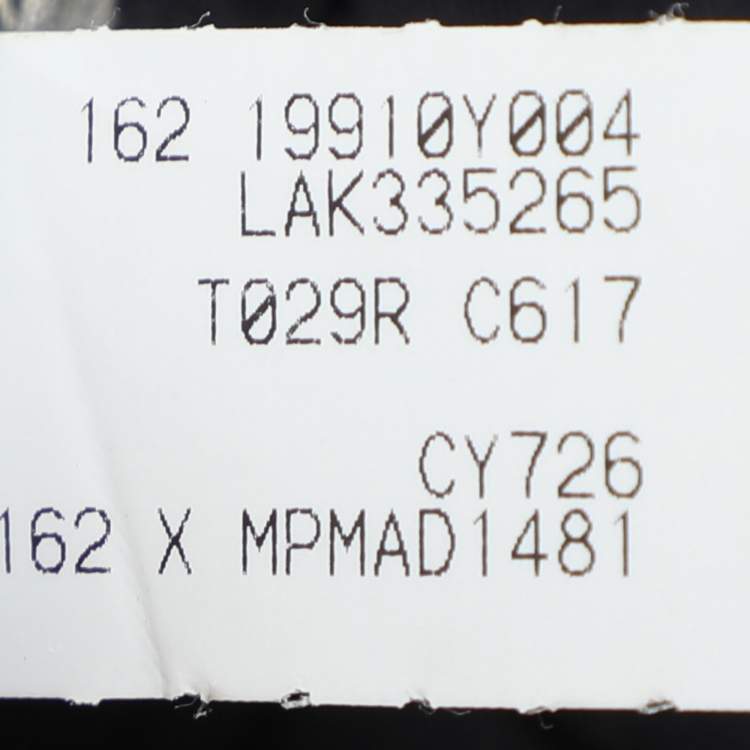 162 19910Y004
LAK335265
T029R C617
CY726
162 X MPMAD1481